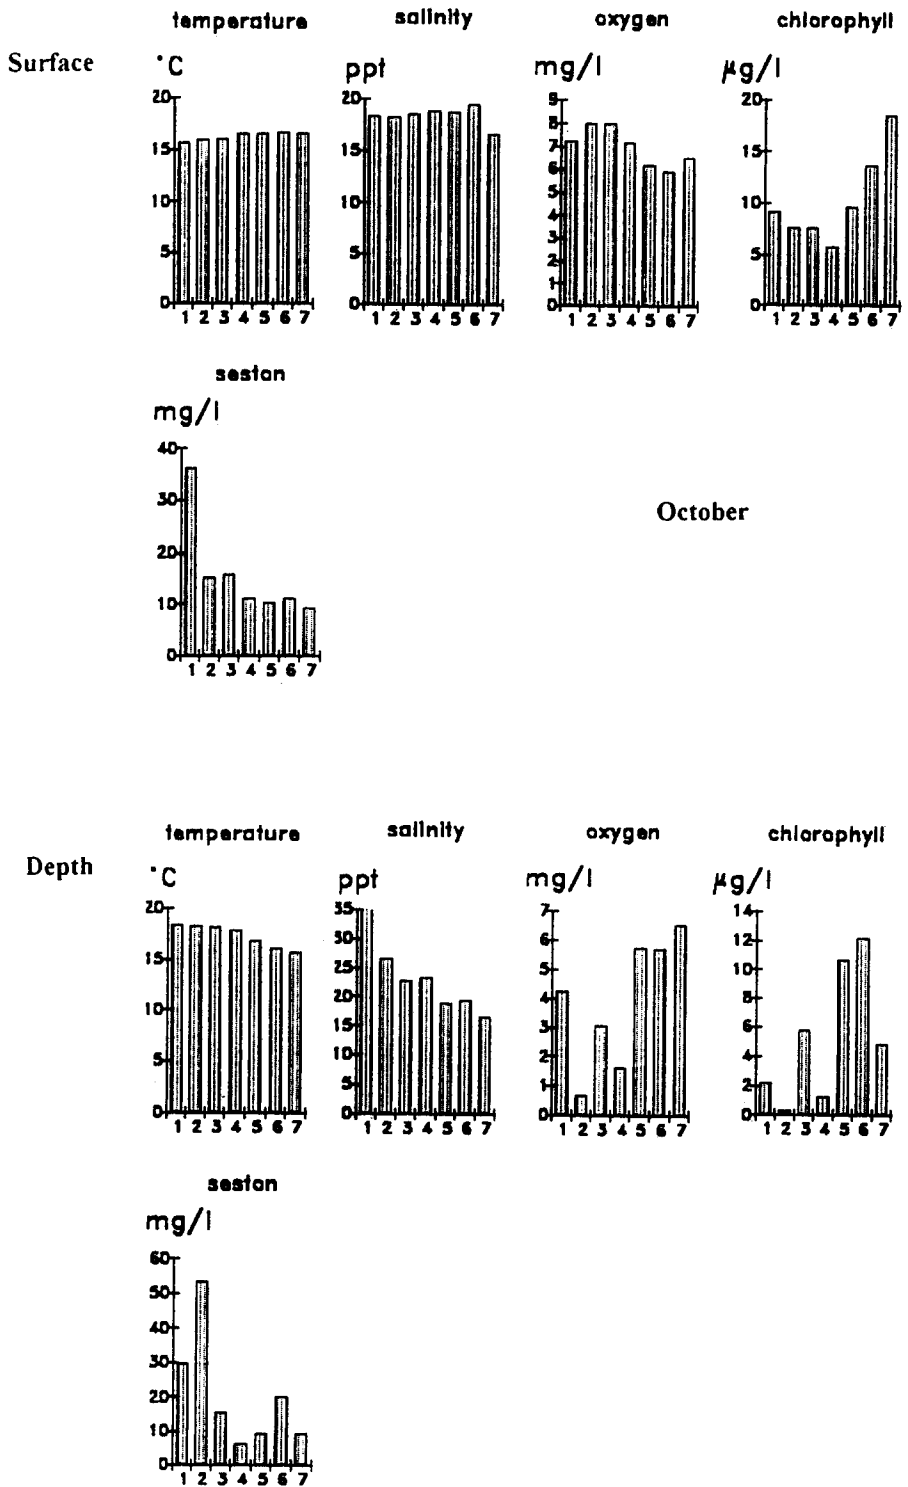 temperature salinity oxygen chlorophyll
Surface °C ppt mg/l µg/l
20 20 9 20
8
15 15 7 15
6
10 10 5 10
4
5 5 3 5
2
1
0 0 0 0
1 2 3 4 5 6 7 1 2 3 4 5 6 7 1 2 3 4 5 6 7 1 2 3 4 5 6 7
seston
mg/l
40
30
October
20
10
0
1 2 3 4 5 6 7
temperature salinity oxygen chlorophyll
Depth °C ppt mg/l µg/l
20 35 7 14
30 6 12
15 25 5 10
20 4 8
10 15 3 6
10 2 4
5 5 1 2
0 0 0 0
1 2 3 4 5 6 7 1 2 3 4 5 6 7 1 2 3 4 5 6 7 1 2 3 4 5 6 7
seston
mg/l
60
50
40
30
20
10
0
1 2 3 4 5 6 7